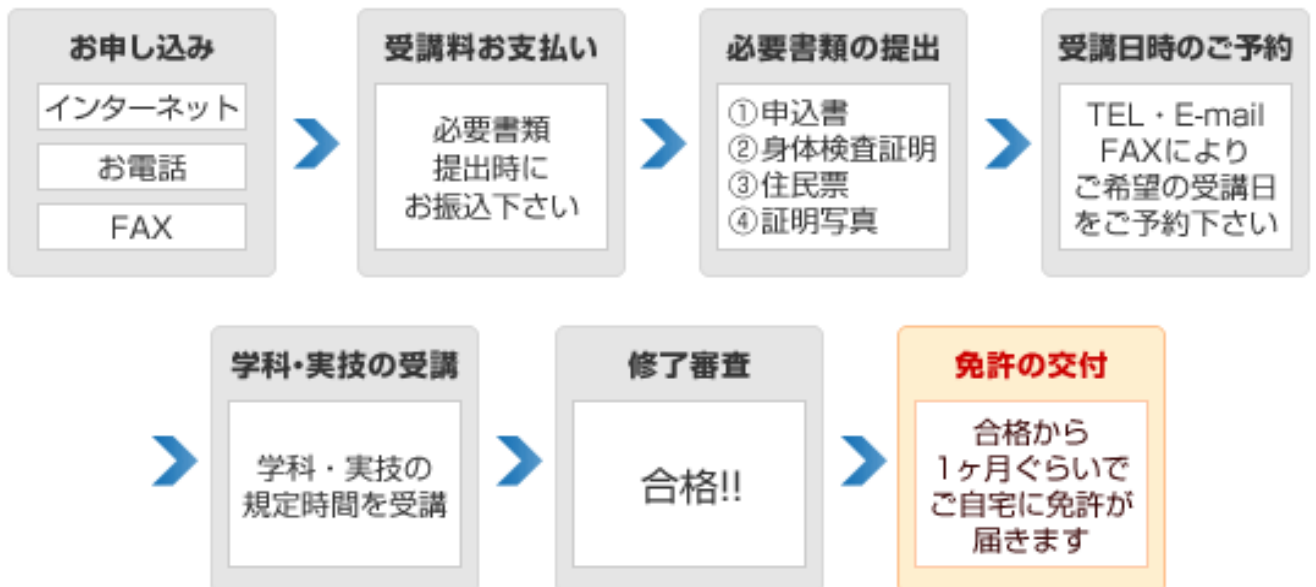 お申し込み
インターネット
お電話
FAX
受講料お支払い
必要書類
提出時に
お振込下さい
必要書類の提出
①申込書
②身体検査証明
③住民票
④証明写真
受講日時のご予約
TEL・E-mail
FAXにより
ご希望の受講日
をご予約下さい
学科・実技の受講
学科・実技の
規定時間を受講
修了審査
合格!!
免許の交付
合格から
1ヶ月ぐらいで
ご自宅に免許が
届きます